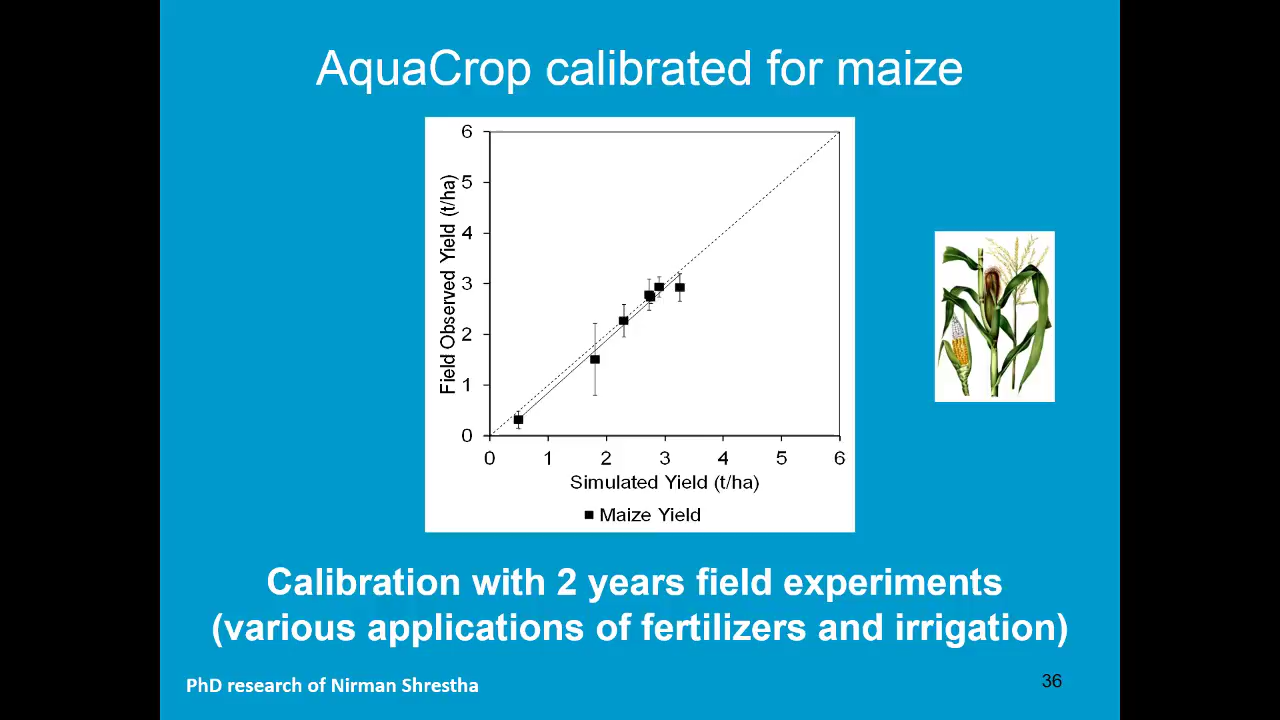 AquaCrop calibrated for maize
6
5
4
3
2
1
0
Field Observed Yield (t/ha)
0 1 2 3 4 5 6
Simulated Yield (t/ha)
Maize Yield
Calibration with 2 years field experiments
(various applications of fertilizers and irrigation)
PhD research of Nirman Shrestha
36